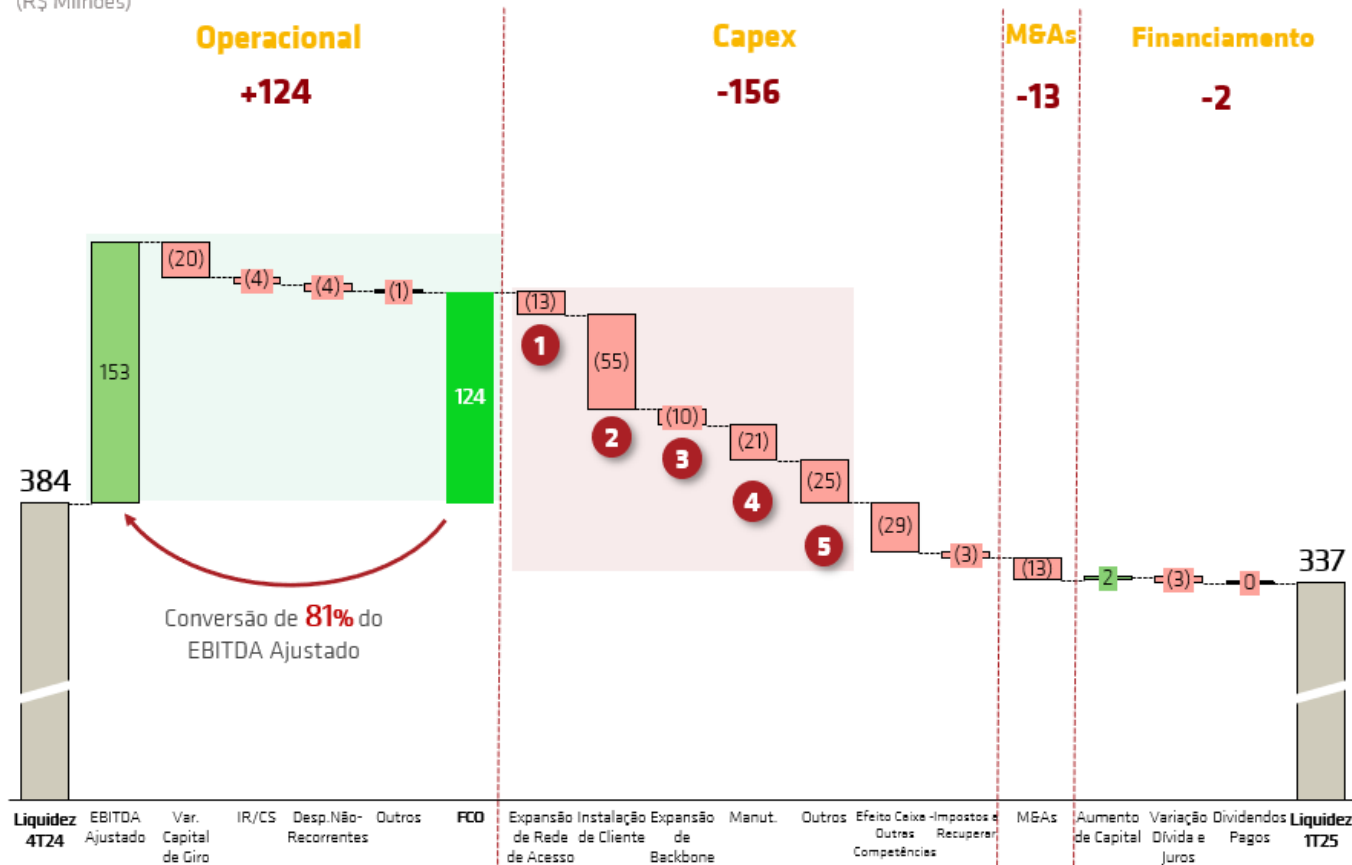 (R$ Milhões)
Operacional
Capex
M&As
Financiamento
+124
-156
-13
-2
(20)
(4)
(4)
(1)
(13)
1
153
(55)
124
2
(10)
3
(21)
4
(25)
5
384
(29)
(3)
(13)
2
(3)
0
337
Conversão de 81% do
EBITDA Ajustado
Liquidez
4T24
EBITDA
Ajustado
Var.
Capital
de Giro
IR/CS
Desp.Não-
Recorrentes
Outros
FCO
Expansão
de Rede
de Acesso
Instalação
de Cliente
Expansão
de
Backbone
Manut.
Outros
Efeito Caixa -
Outras
Competências
Impostos a
Recuperar
M&As
Aumento
de Capital
Variação
Dívida e
Juros
Dividendos
Pagos
Liquidez
1T25